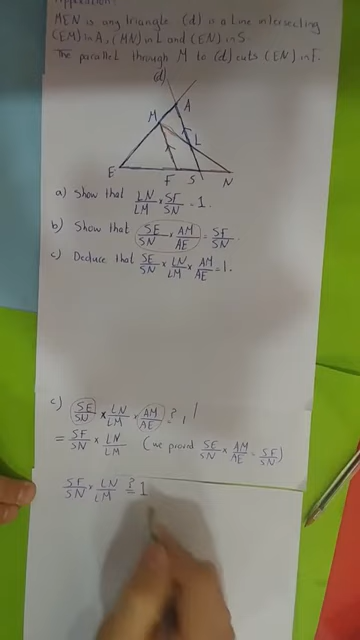 Application:
MEN is any triangle. (d) is a line intersecting
(EM) in A, (MN) in L and (EN) in S.
The parallel through M to (d) cuts (EN) in F.
(d)
A
M
L
E F S N
a) Show that LN/LM × SF/SN = 1.
b) Show that SE/SN × AM/AE = SF/SN.
c) Deduce that SE/SN × LN/LM × AM/AE = 1.
c) SE/SN × LN/LM × AM/AE ?= 1
= SF/SN × LN/LM (we proved SE/SN × AM/AE = SF/SN)
SF/SN × LN/LM ?= 1